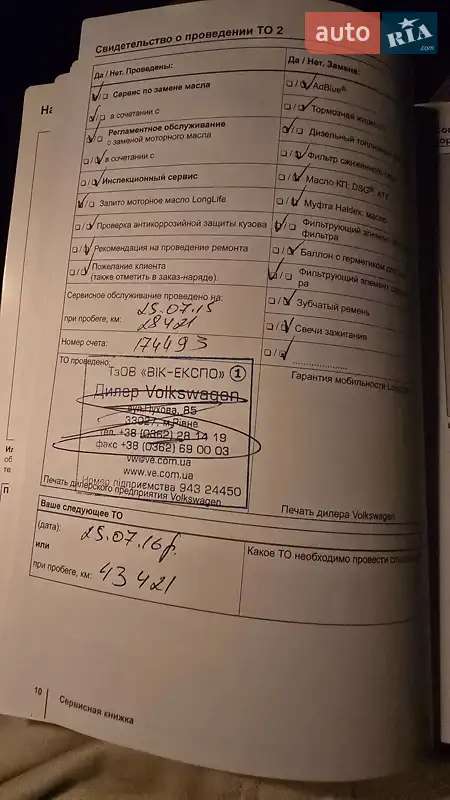 auto RIA .com
Свидетельство о проведении ТО 2
Да / Нет. Проведены:
Да / Нет. Замена:
Сервис по замене масла
AdBlue®
в сочетании с
Тормозная
Регламентное обслуживание
с заменой моторного масла
Дизельный
в сочетании с
Фильтр сжиженного
Инспекционный сервис
Масло КП: DSG®
Залито моторное масло LongLife
Муфта Haldex: масло
Проверка антикоррозийной защиты кузова
Фильтрующий элемент
фильтра
Рекомендация на проведение ремонта
Баллон с герметиком
Пожелание клиента
(также отметить в заказ-наряде).
Фильтрующий элемент
ра
Сервисное обслуживание проведено на:
25.07.15
Зубчатый ремень
при пробеге, км: 28421
Свечи зажигания
Номер счета: 174493
ТО проведено:
ТзОВ «ВІК-ЕКСПО» 1
Дилер Volkswagen
вул.Чухова, 85
33027, м.Рівне
тел. +38 (0362) 28 14 19
факс +38 (0362) 69 00 03
vw@ve.com.ua
www.ve.com.ua
Номер підприємства 943 24450
Печать дилерского предприятия Volkswagen
Гарантия мобильности
Печать дилера Volkswagen
Ваше следующее ТО
(дата): 25.07.16г.
или
при пробеге, км: 43421
Какое ТО необходимо провести
10
Сервисная книжка